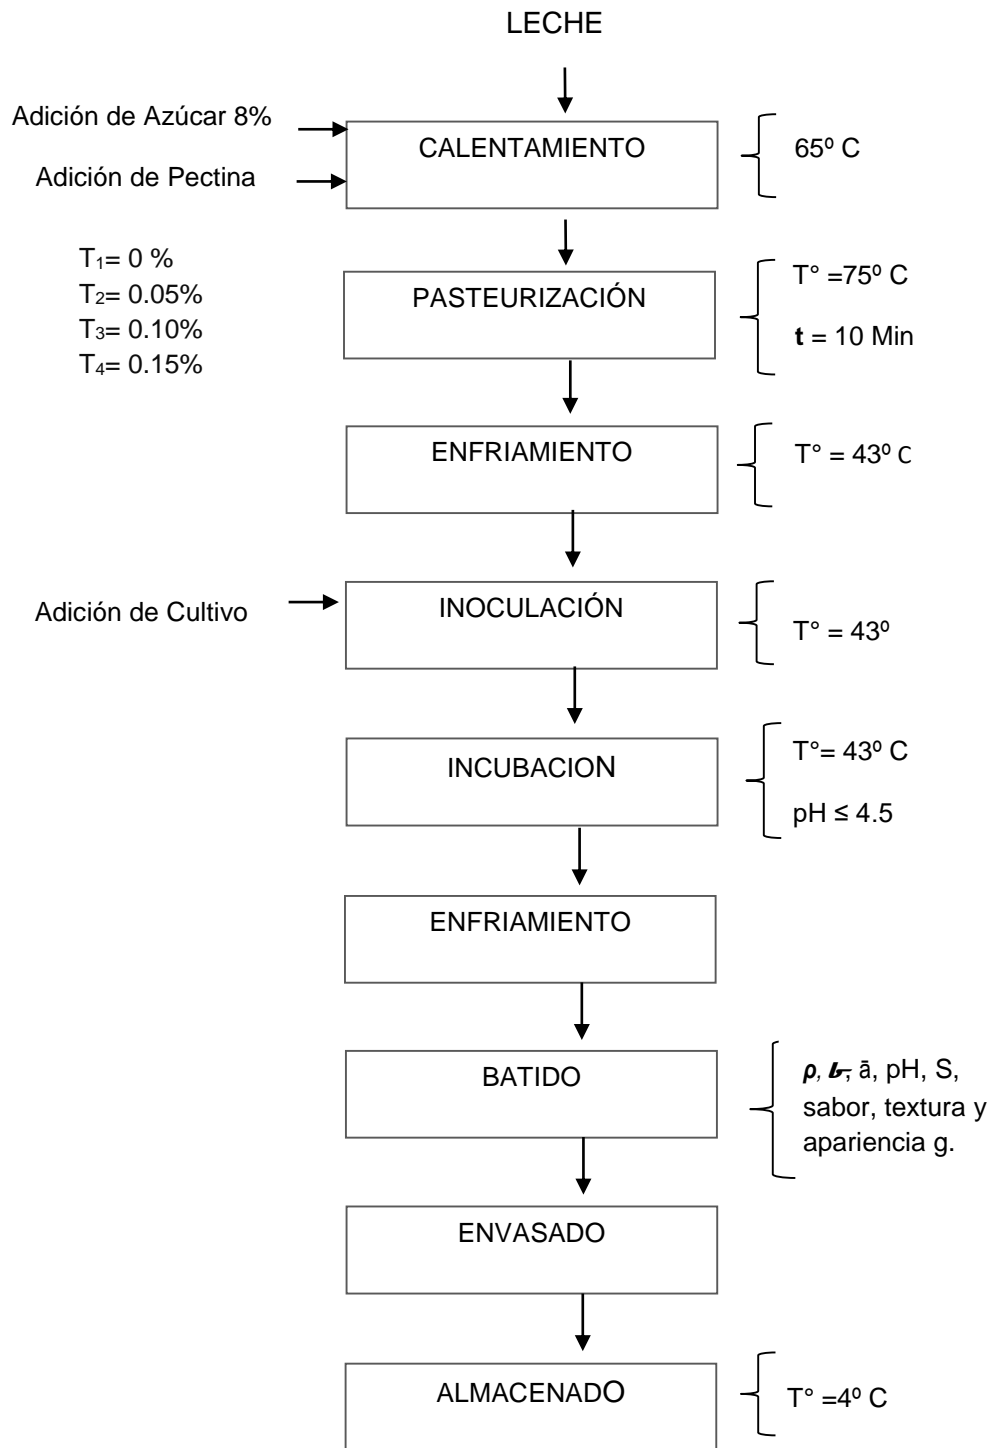 LECHE
Adición de Azúcar 8%
CALENTAMIENTO
65º C
Adición de Pectina
T1= 0 %
T2= 0.05%
T3= 0.10%
T4= 0.15%
PASTEURIZACIÓN
T° =75º C
t = 10 Min
ENFRIAMIENTO
T° = 43º C
Adición de Cultivo
INOCULACIÓN
T° = 43º
INCUBACION
T°= 43º C
pH ≤ 4.5
ENFRIAMIENTO
BATIDO
ρ, ā, pH, S,
sabor, textura y
apariencia g.
ENVASADO
ALMACENADO
T° =4º C